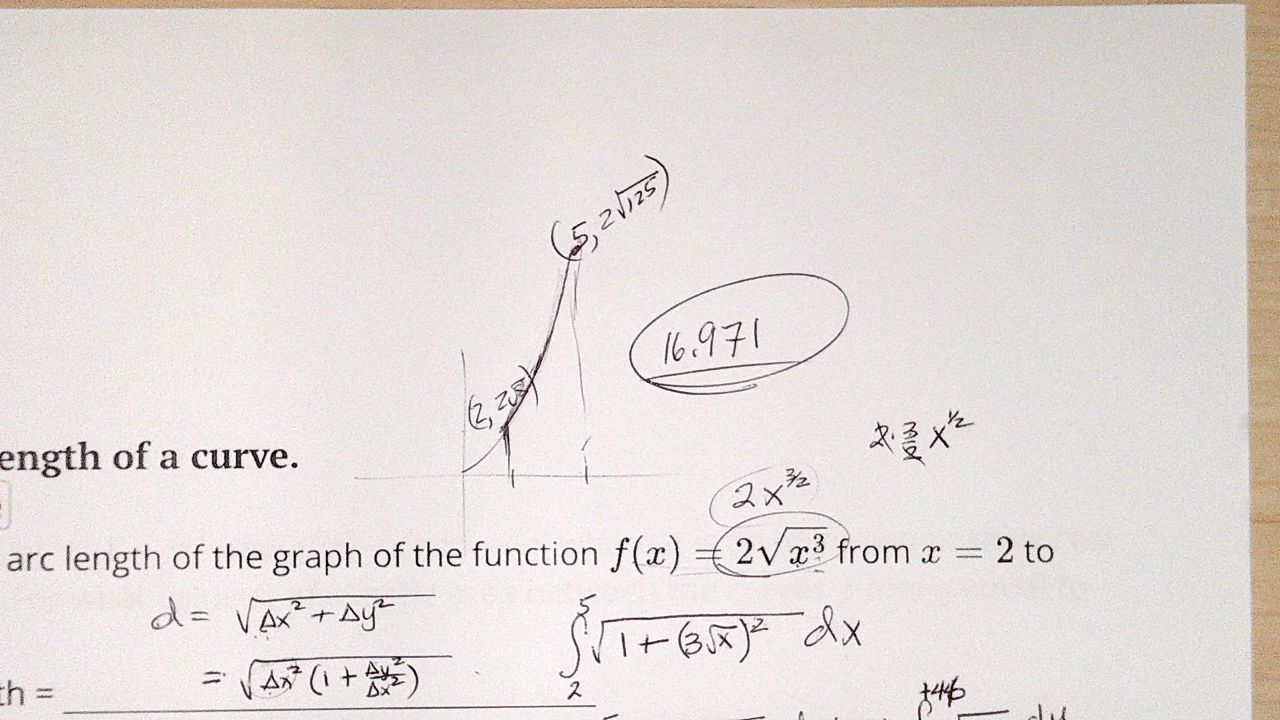 (5, 2√125)
16.971
(2, 2√8)
2·3/2 x^1/2
ength of a curve.
2x^3/2
arc length of the graph of the function f(x) = 2√x³ from x = 2 to
d = √Δx² + Δy²
∫₂⁵ √1 + (3√x)² dx
= √Δx² (1 + Δy²/Δx²)
th =
dy